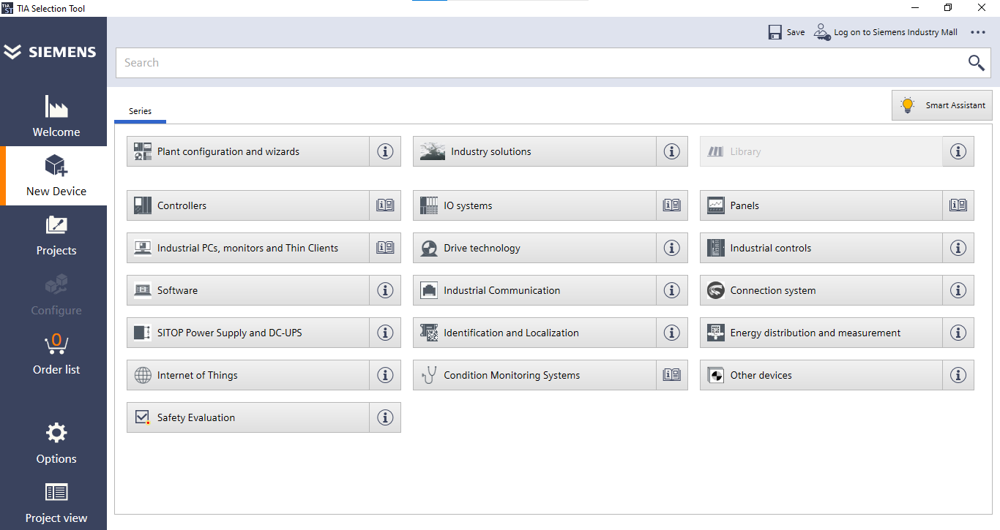 TIA Selection Tool
Save
Log on to Siemens Industry Mall
SIEMENS
Search
Welcome
New Device
Projects
Configure
0
Order list
Options
Project view
Series
Smart Assistant
Plant configuration and wizards
Industry solutions
Library
Controllers
IO systems
Panels
Industrial PCs, monitors and Thin Clients
Drive technology
Industrial controls
Software
Industrial Communication
Connection system
SITOP Power Supply and DC-UPS
Identification and Localization
Energy distribution and measurement
Internet of Things
Condition Monitoring Systems
Other devices
Safety Evaluation